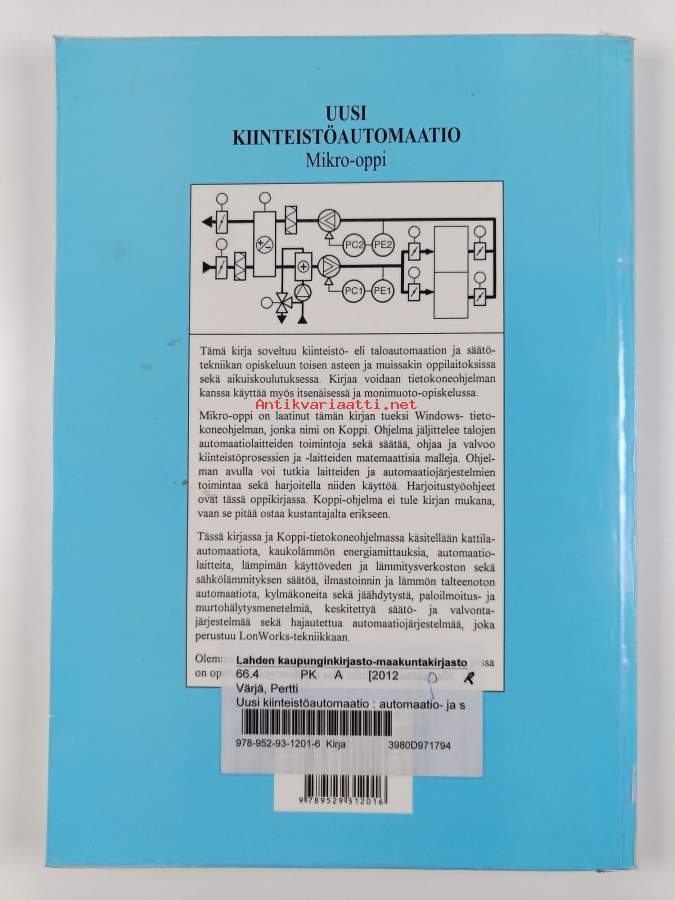 UUSI
KIINTEISTÖAUTOMAATIO
Mikro-oppi
PC2 PE2
PC1 PE1
Tämä kirja soveltuu kiinteistö- eli taloautomaation ja säätö-
tekniikan opiskeluun toisen asteen ja muissakin oppilaitoksissa
sekä aikuiskoulutuksessa. Kirjaa voidaan tietokoneohjelman
kanssa käyttää myös itsenäisessä ja monimuoto-opiskelussa.
Antikvariaatti.net
Mikro-oppi on laatinut tämän kirjan tueksi Windows- tieto-
koneohjelman, jonka nimi on Koppi. Ohjelma jäljittelee talojen
automaatiolaitteiden toimintoja sekä säätää, ohjaa ja valvoo
kiinteistöprosessien ja -laitteiden matemaattisia malleja. Ohjel-
man avulla voi tutkia laitteiden ja automaatiojärjestelmien
toimintaa sekä harjoitella niiden käyttöä. Harjoitustyöohjeet
ovat tässä oppikirjassa. Koppi-ohjelma ei tule kirjan mukana,
vaan se pitää ostaa kustantajalta erikseen.
Tässä kirjassa ja Koppi-tietokoneohjelmassa käsitellään kattila-
automaatiota, kaukolämmön energiamittauksia, automaatio-
laitteita, lämpimän käyttöveden ja lämmitysverkoston sekä
sähkölämmityksen säätöä, ilmastoinnin ja lämmön talteenoton
automaatiota, kylmäkoneita sekä jäähdytystä, paloilmoitus- ja
murtohälytysmenetelmiä, keskitettyä säätö- ja valvonta-
järjestelmää sekä hajautettua automaatiojärjestelmää, joka
perustuu LonWorks-tekniikkaan.
on
Lahden kaupunginkirjasto-maakuntakirjasto
66.4 PK A [2012
Värjä, Pertti
Uusi kiinteistöautomaatio : automaatio- ja s
978-952-93-1201-6 Kirja 3980D971794
9 789529 312016